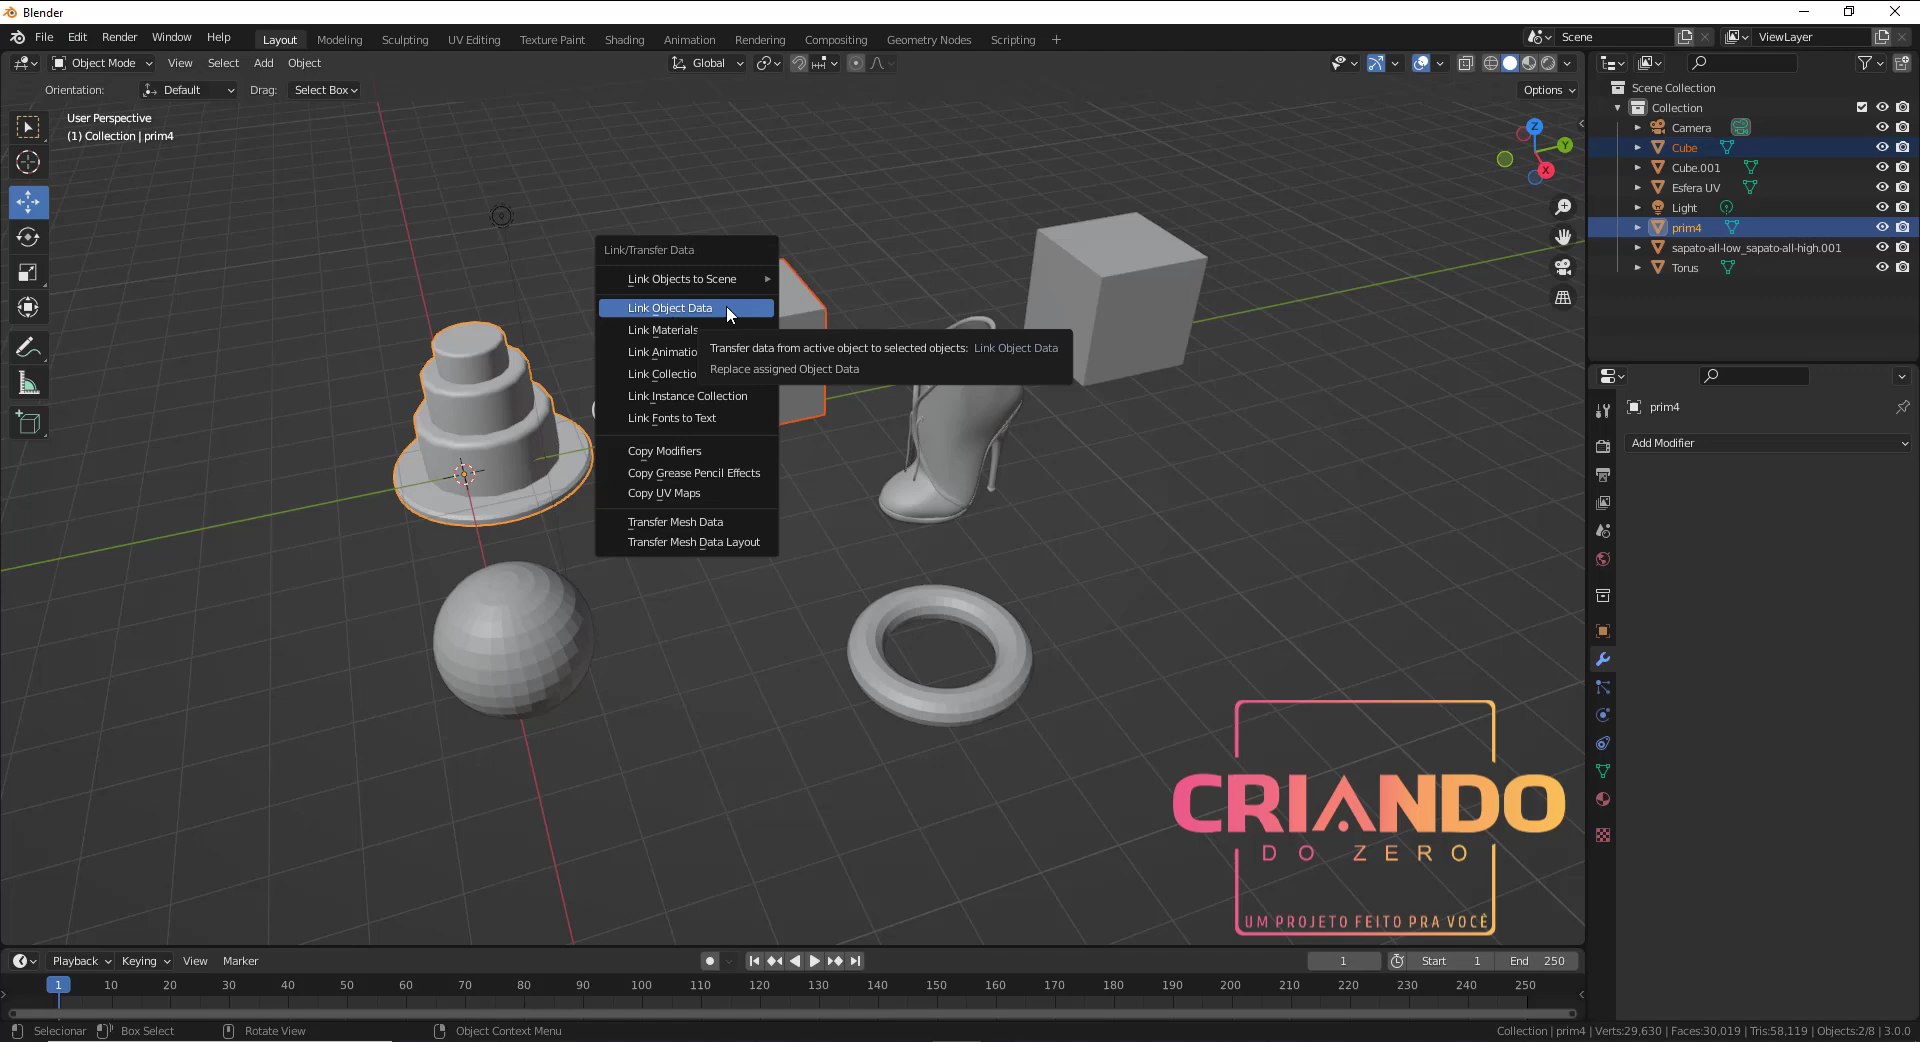 Blender
File Edit Render Window Help
Layout Modeling Sculpting UV Editing Texture Paint Shading Animation Rendering Compositing Geometry Nodes Scripting +
Scene
ViewLayer
Object Mode View Select Add Object
Global
Orientation: Default Drag: Select Box
Options
User Perspective
(1) Collection | prim4
Z
Y
X
Link/Transfer Data
Link Objects to Scene
Link Object Data
Link Materials
Link Animatio
Link Collectio
Link Instance Collection
Link Fonts to Text
Copy Modifiers
Copy Grease Pencil Effects
Copy UV Maps
Transfer Mesh Data
Transfer Mesh Data Layout
Transfer data from active object to selected objects: Link Object Data
Replace assigned Object Data
Scene Collection
Collection
Camera
Cube
Cube.001
Esfera UV
Light
prim4
sapato-all-low_sapato-all-high.001
Torus
prim4
Add Modifier
CRIANDO
DO ZERO
UM PROJETO FEITO PRA VOCÊ
Playback Keying View Marker
1 Start 1 End 250
1 10 20 30 40 50 60 70 80 90 100 110 120 130 140 150 160 170 180 190 200 210 220 230 240 250
Selecionar Box Select Rotate View Object Context Menu
Collection | prim4 | Verts:29,630 | Faces:30,019 | Tris:58,119 | Objects:2/8 | 3.0.0